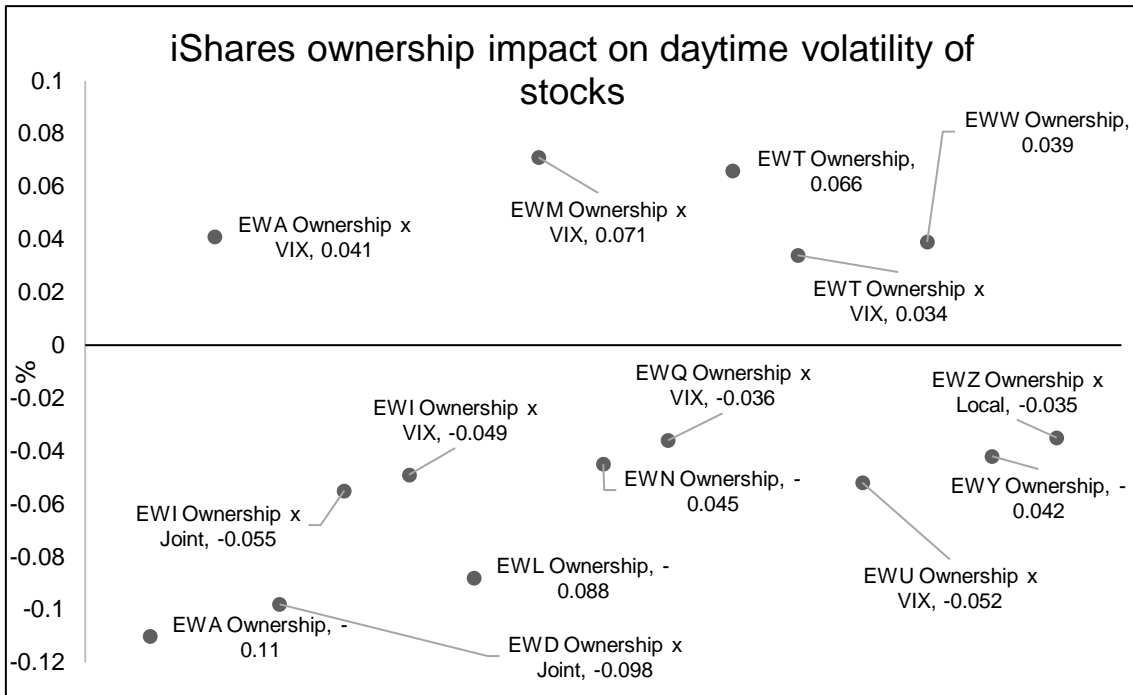 iShares ownership impact on daytime volatility of
stocks
0.1
0.08
0.06
0.04
0.02
0
-0.02
-0.04
-0.06
-0.08
-0.1
-0.12
%
EWW Ownership,
0.039
EWT Ownership,
0.066
EWM Ownership x
VIX, 0.071
EWA Ownership x
VIX, 0.041
EWT Ownership x
VIX, 0.034
EWQ Ownership x
VIX, -0.036
EWZ Ownership x
Local, -0.035
EWI Ownership x
VIX, -0.049
EWN Ownership, -
0.045
EWY Ownership, -
0.042
EWI Ownership x
Joint, -0.055
EWL Ownership, -
0.088
EWU Ownership x
VIX, -0.052
EWA Ownership, -
0.11
EWD Ownership x
Joint, -0.098